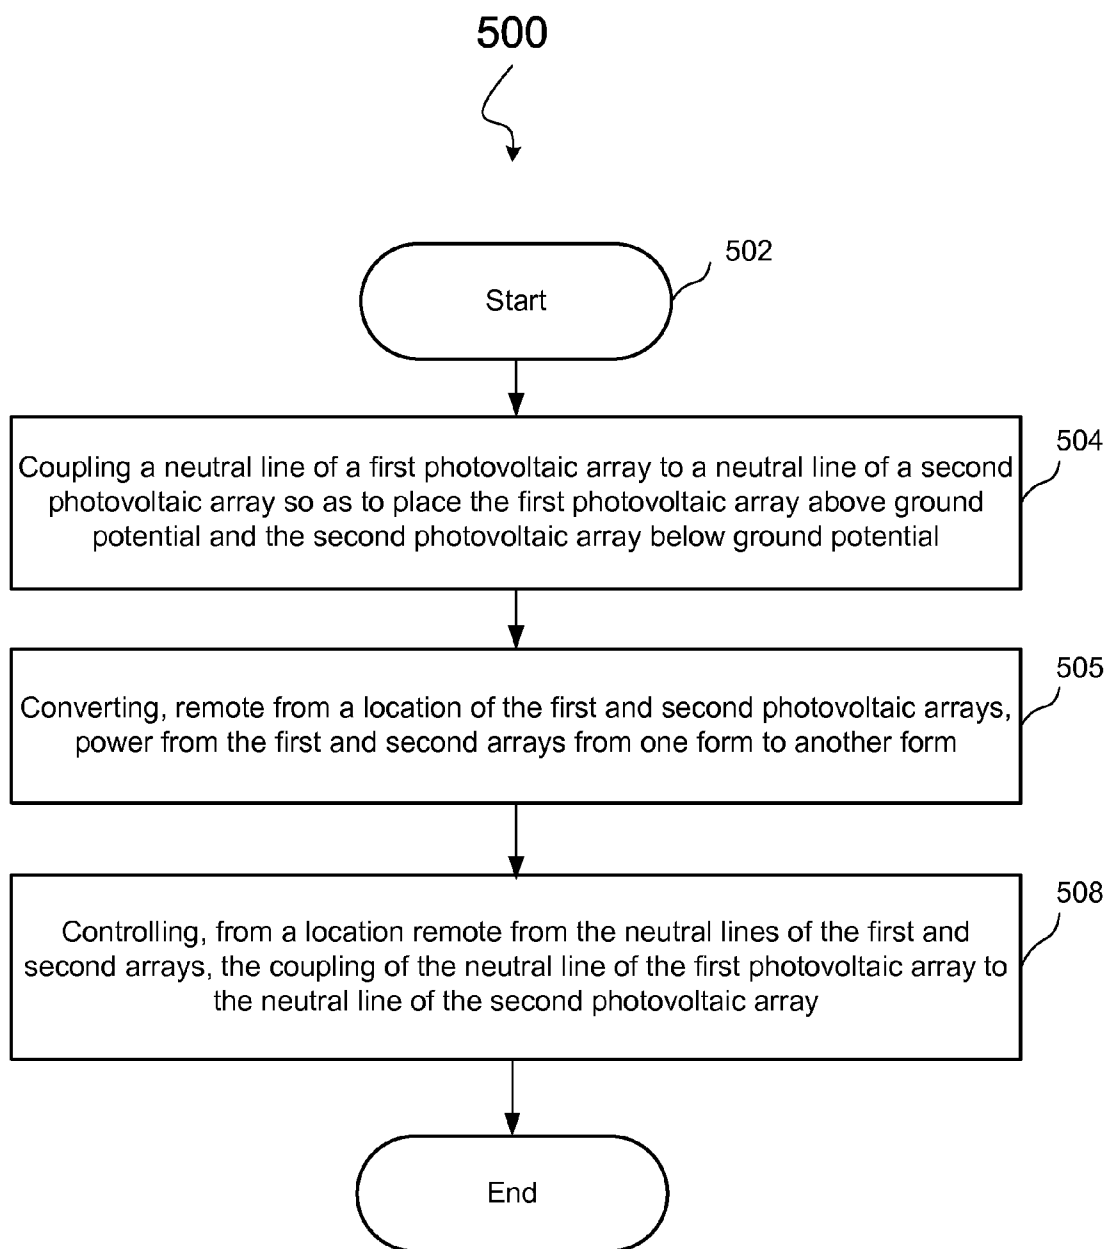 500
502
Start
504
Coupling a neutral line of a first photovoltaic array to a neutral line of a second
photovoltaic array so as to place the first photovoltaic array above ground
potential and the second photovoltaic array below ground potential
505
Converting, remote from a location of the first and second photovoltaic arrays,
power from the first and second arrays from one form to another form
508
Controlling, from a location remote from the neutral lines of the first and
second arrays, the coupling of the neutral line of the first photovoltaic array to
the neutral line of the second photovoltaic array
End